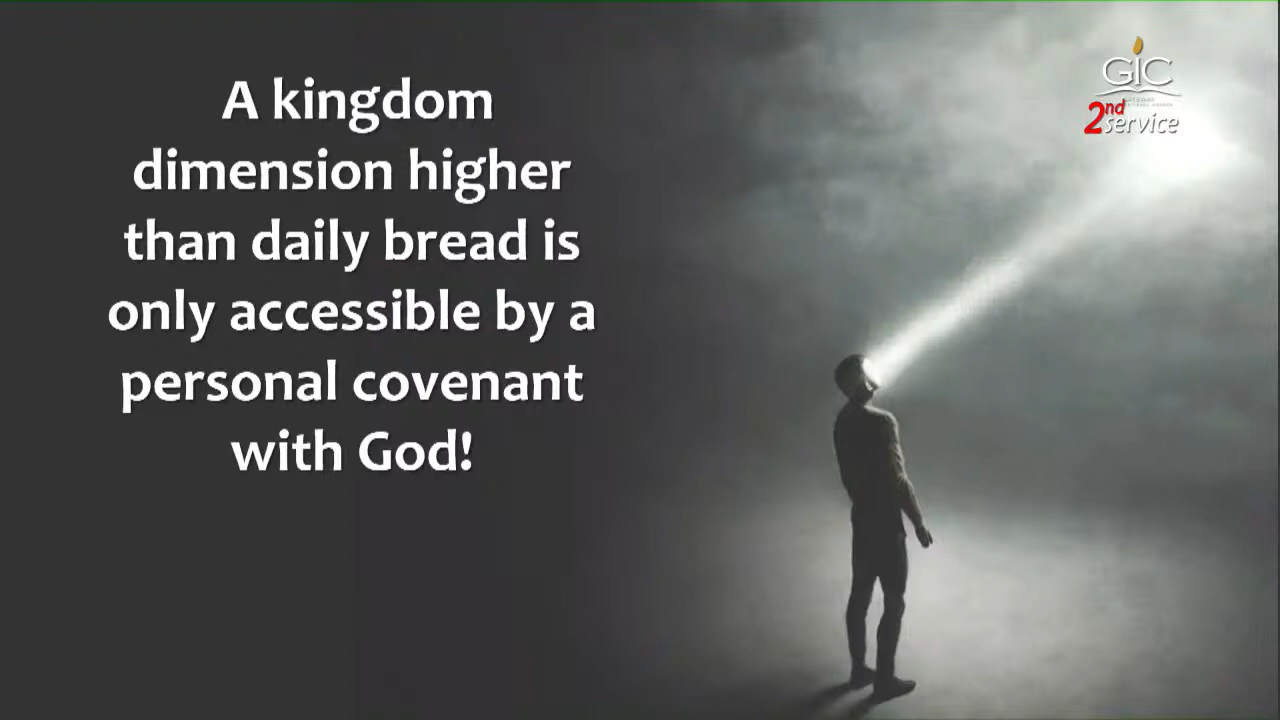 A kingdom
dimension higher
than daily bread is
only accessible by a
personal covenant
with God!
GIC
2nd service